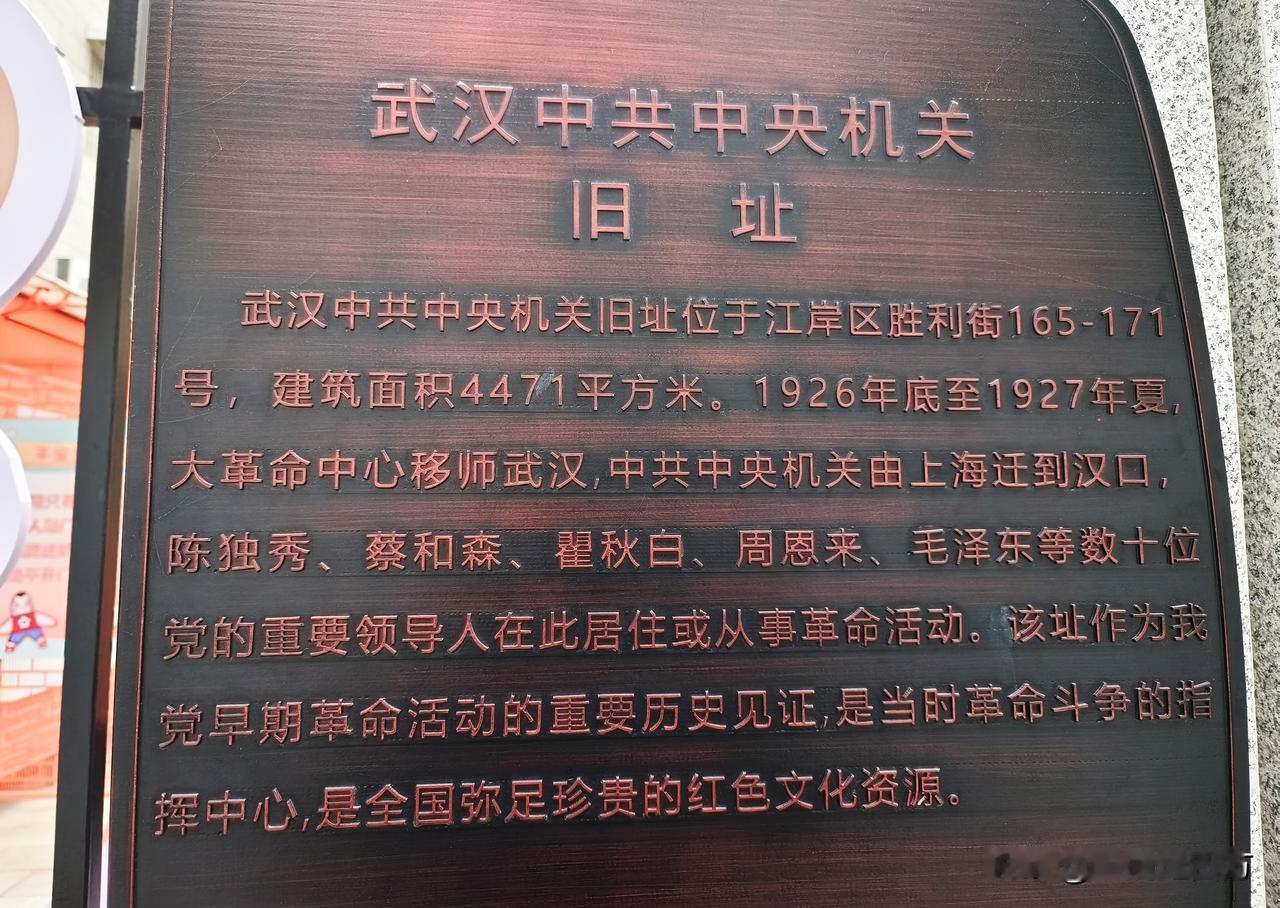 武汉中共中央机关
旧 址
武汉中共中央机关旧址位于江岸区胜利街165-171
号，建筑面积4471平方米。1926年底至1927年夏，
大革命中心移师武汉,中共中央机关由上海迁到汉口，
陈独秀、蔡和森、瞿秋白、周恩来、毛泽东等数十位
党的重要领导人在此居住或从事革命活动。该址作为我
党早期革命活动的重要历史见证,是当时革命斗争的指
挥中心,是全国弥足珍贵的红色文化资源。